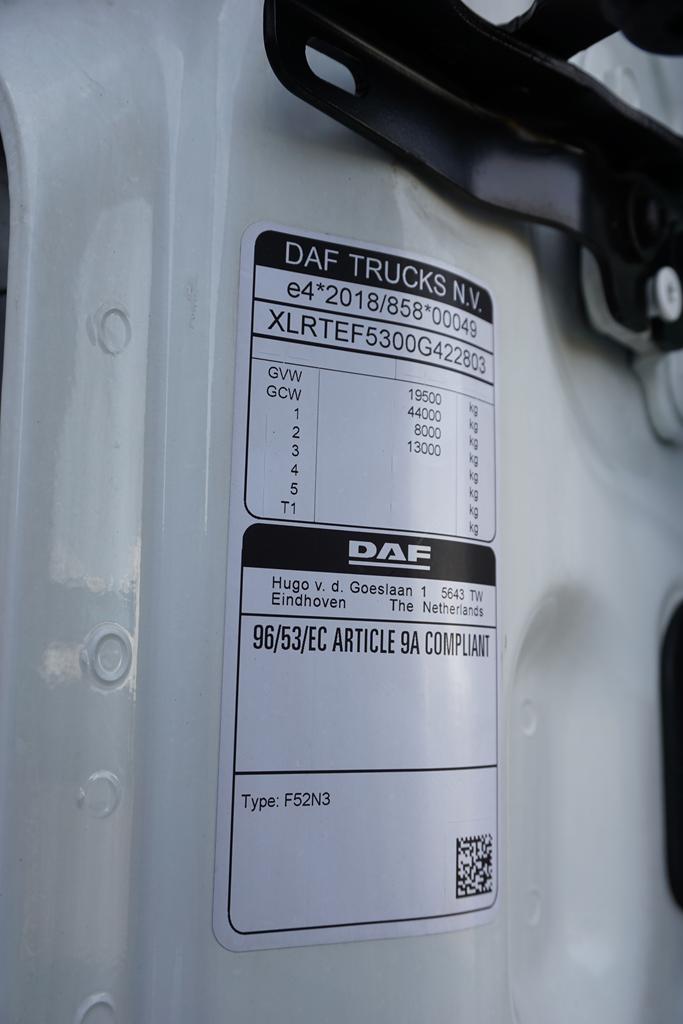 DAF TRUCKS N.V.
e4*2018/858*00049
XLRTEF5300G422803
GVW 19500 kg
GCW 44000 kg
1 8000 kg
2 13000 kg
3 kg
4 kg
5 kg
T1 kg
DAF
Hugo v. d. Goeslaan 1 5643 TW
Eindhoven The Netherlands
96/53/EC ARTICLE 9A COMPLIANT
Type: F52N3